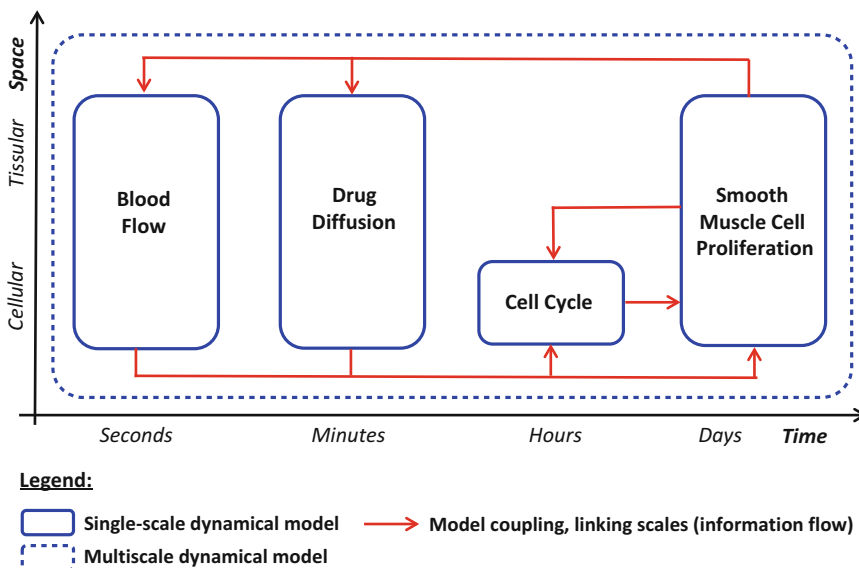 Space
Tissular
Cellular
Blood
Flow
Drug
Diffusion
Smooth
Muscle Cell
Proliferation
Cell Cycle
Seconds
Minutes
Hours
Days
Time
Legend:
Single-scale dynamical model
Model coupling, linking scales (information flow)
Multiscale dynamical model